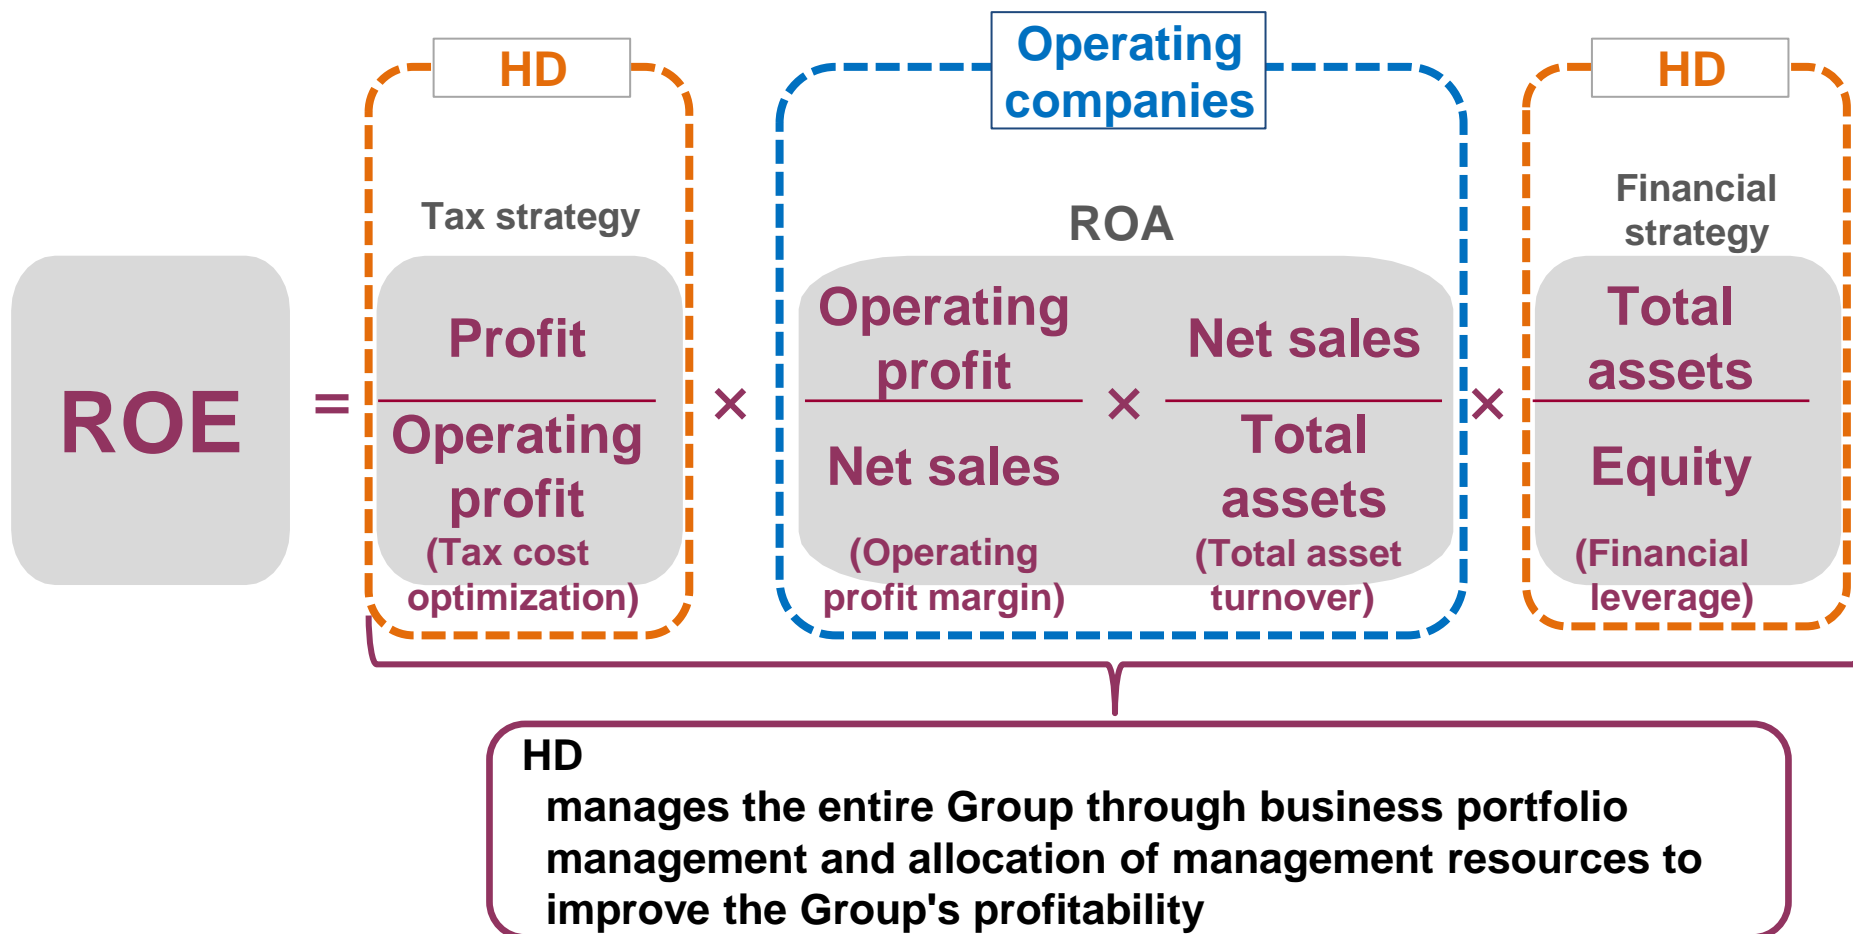 HD
Operating
companies
HD
Tax strategy
ROA
Financial
strategy
ROE
=
Profit
Operating
profit
(Tax cost
optimization)
×
Operating
profit
Net sales
(Operating
profit margin)
×
Net sales
Total
assets
(Total asset
turnover)
×
Total
assets
Equity
(Financial
leverage)
HD
manages the entire Group through business portfolio
management and allocation of management resources to
improve the Group's profitability